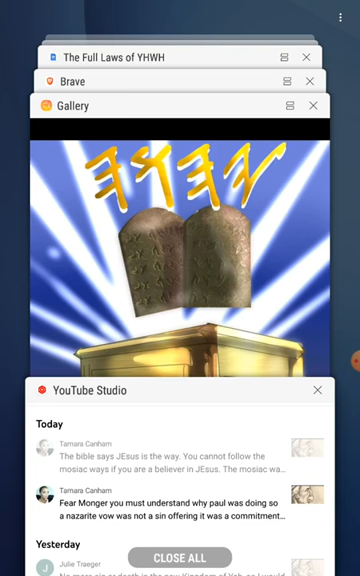 The Full Laws of YHWH
Brave
Gallery
𐤉𐤄𐤅𐤄
YouTube Studio
Today
Tamara Canham
The bible says JEsus is the way. You cannot follow the
mosiac ways if you are a believer in JEsus. The mosiac wa...
Tamara Canham
Fear Monger you must understand why paul was doing so
a nazarite vow was not a sin offering it was a commitment...
Yesterday
J
Julie Traeger
CLOSE ALL